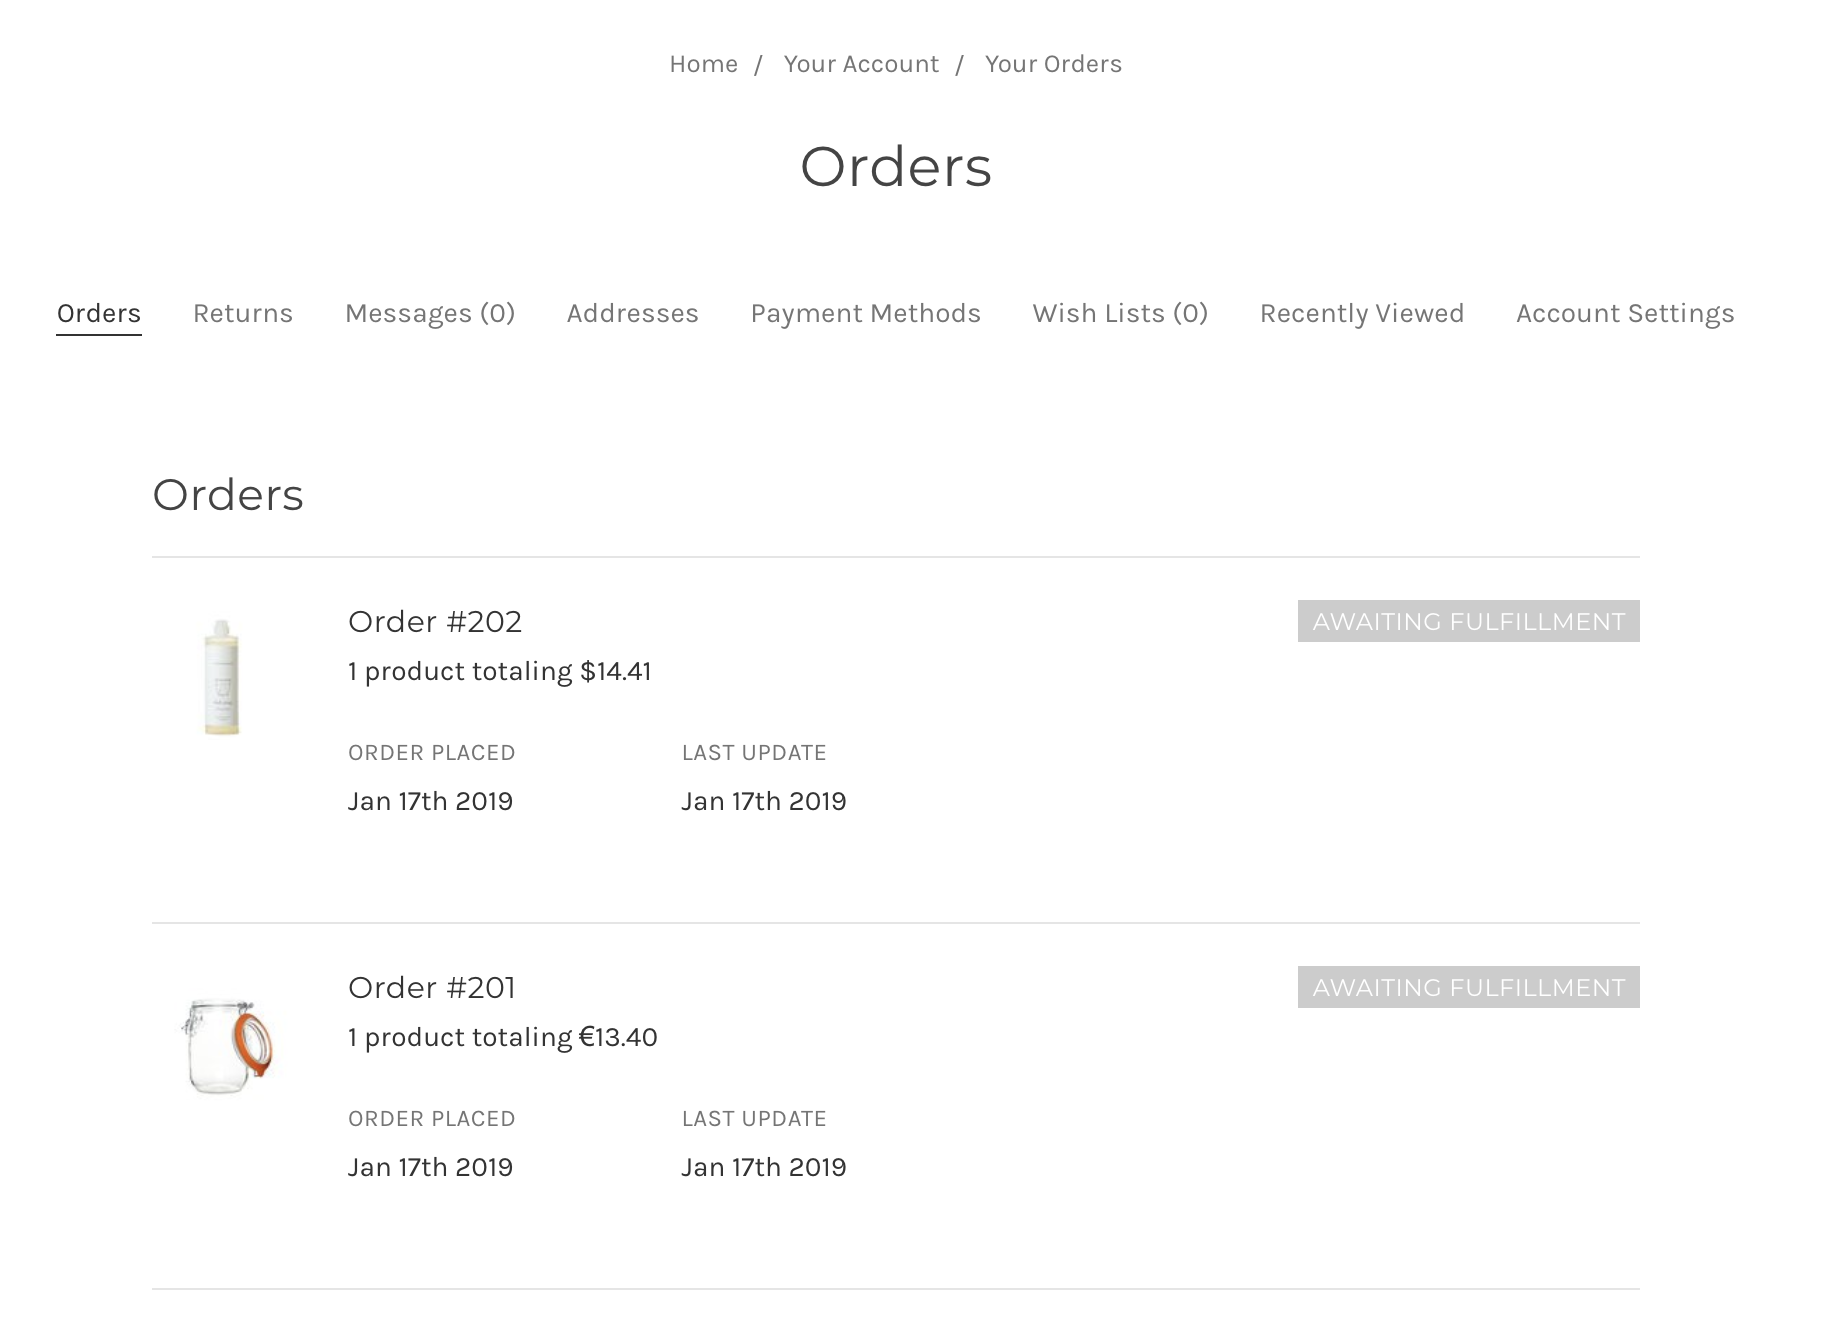 Home / Your Account / Your Orders
Orders
Orders Returns Messages (0) Addresses Payment Methods Wish Lists (0) Recently Viewed Account Settings
Orders
Order #202
AWAITING FULFILLMENT
1 product totaling $14.41
ORDER PLACED LAST UPDATE
Jan 17th 2019 Jan 17th 2019
Order #201
AWAITING FULFILLMENT
1 product totaling €13.40
ORDER PLACED LAST UPDATE
Jan 17th 2019 Jan 17th 2019